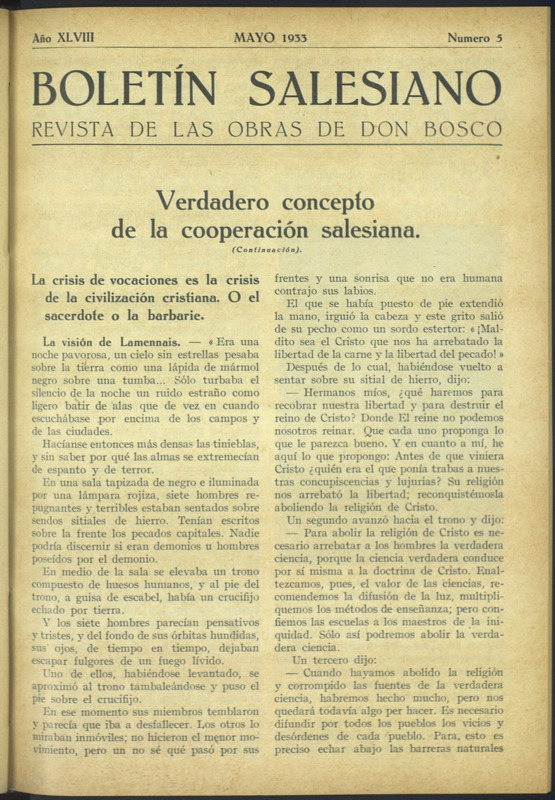 Año XLVIII MAYO 1933 Numero 5
BOLETÍN SALESIANO
REVISTA DE LAS OBRAS DE DON BOSCO
Verdadero concepto
de la cooperación salesiana.
(Continuación).
La crisis de vocaciones es la crisis
de la civilización cristiana. O el
sacerdote o la barbarie.
La visión de Lamennais. — « Era una
noche pavorosa, un cielo sin estrellas pesaba
sobre la tierra como una lápida de mármol
negro sobre una tumba... Sólo turbaba el
silencio de la noche un ruido estraño como
ligero batir de alas que de vez en cuando
escuchábase por encima de los campos y
de las ciudades.
Hacíanse entonces más densas las tinieblas,
y sin saber por qué las almas se extremecían
de espanto y de terror.
En una sala tapizada de negro e iluminada
por una lámpara rojiza, siete hombres re-
pugnantes y terribles estaban sentados sobre
sendos sitiales de hierro. Tenían escritos
sobre la frente los pecados capitales. Nadie
podría discernir si eran demonios u hombres
poseídos por el demonio.
En medio de la sala se elevaba un trono
compuesto de huesos humanos, y al pie del
trono, a guisa de escabel, había un crucifijo
echado por tierra.
Y los siete hombres parecían pensativos
y tristes, y del fondo de sus órbitas hundidas,
sus ojos, de tiempo en tiempo, dejaban
escapar fulgores de un fuego lívido.
Uno de ellos, habiéndose levantado, se
aproximó al trono tambaleándose y puso el
pie sobre el crucifijo.
En ese momento sus miembros temblaron
y parecía que iba a desfallecer. Los otros lo
miraban inmóviles; no hicieron el menor mo-
vimiento, pero un no sé qué pasó por sus
frentes y una sonrisa que no era humana
contrajo sus labios.
El que se había puesto de pie extendió
la mano, irguió la cabeza y este grito salió
de su pecho como un sordo estertor: « ¡Mal-
dito sea el Cristo que nos ha arrebatado la
libertad de la carne y la libertad del pecado! »
Después de lo cual, habiéndose vuelto a
sentar sobre su sitial de hierro, dijo:
— Hermanos míos, ¿qué haremos para
recobrar nuestra libertad y para destruir el
reino de Cristo? Donde El reine no podemos
nosotros reinar. Que cada uno proponga lo
que le parezca bueno. Y en cuanto a mí, he
aquí lo que propongo: Antes de que viniera
Cristo ¿quién era el que ponía trabas a nues-
tras concupiscencias y lujurias? Su religión
nos arrebató la libertad; reconquistémosla
aboliendo la religión de Cristo.
Un segundo avanzó hacia el trono y dijo:
— Para abolir la religión de Cristo es ne-
cesario arrebatar a los hombres la verdadera
ciencia, porque la ciencia verdadera conduce
por si misma a la doctrina de Cristo. Enal-
tezcamos, pues, el valor de las ciencias, re-
comendemos la difusión de la luz, multipli-
quemos los métodos de enseñanza; pero con-
fiemos las escuelas a los maestros de la ini-
quidad. Sólo así podremos abolir la verda-
dera ciencia.
Un tercero dijo:
— Cuando hayamos abolido la religión
y corrompido las fuentes de la verdadera
ciencia, habremos hecho mucho, pero nos
quedará todavía algo per hacer. Es necesario
difundir por todos los pueblos los vicios y
desórdenes de cada pueblo. Para, esto es
preciso echar abajo las barreras naturales